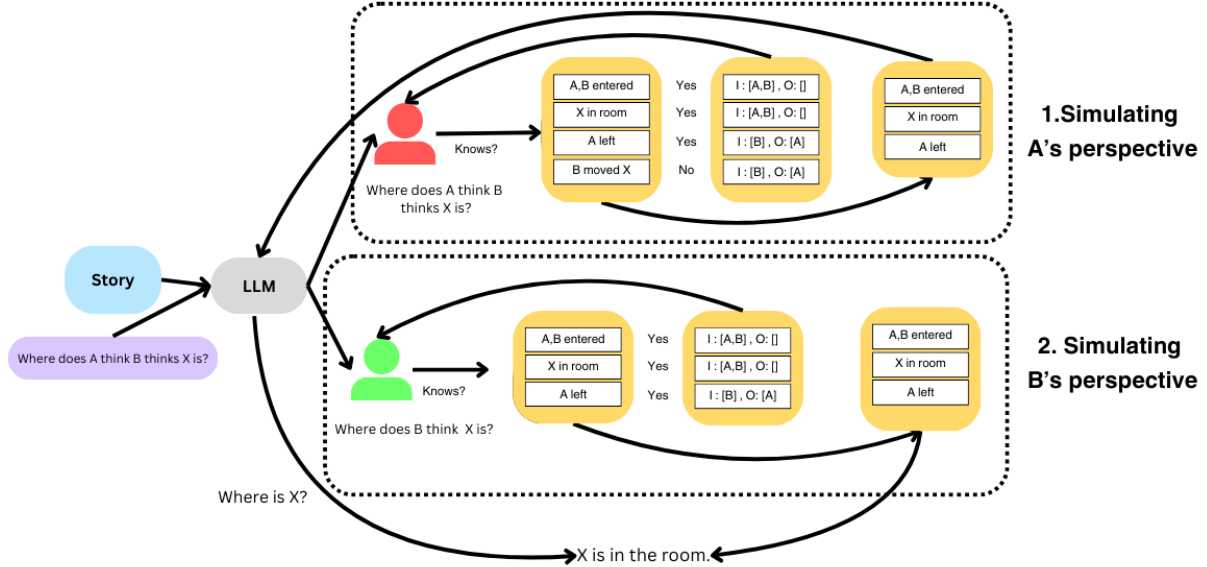 A,B entered
X in room
A left
B moved X
Yes
Yes
Yes
No
I : [A,B] , O: []
I : [A,B] , O: []
I : [B] , O: [A]
I : [B] , O: [A]
A,B entered
X in room
A left
1.Simulating
A's perspective
Knows?
Where does A think B
thinks X is?
Story
LLM
Where does A think B thinks X is?
A,B entered
X in room
A left
Yes
Yes
Yes
I : [A,B] , O: []
I : [A,B] , O: []
I : [B] , O: [A]
A,B entered
X in room
A left
2. Simulating
B's perspective
Knows?
Where does B think X is?
Where is X?
X is in the room.